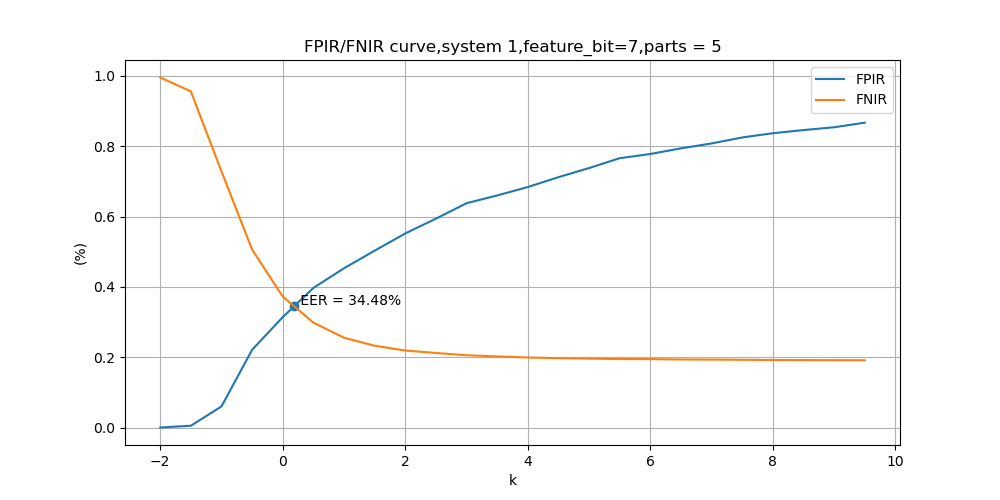 FPIR/FNIR curve,system 1,feature_bit=7,parts = 5
FPIR
FNIR
1.0
0.8
0.6
0.4
0.2
0.0
(%)
EER = 34.48%
−2
0
2
4
6
8
10
k